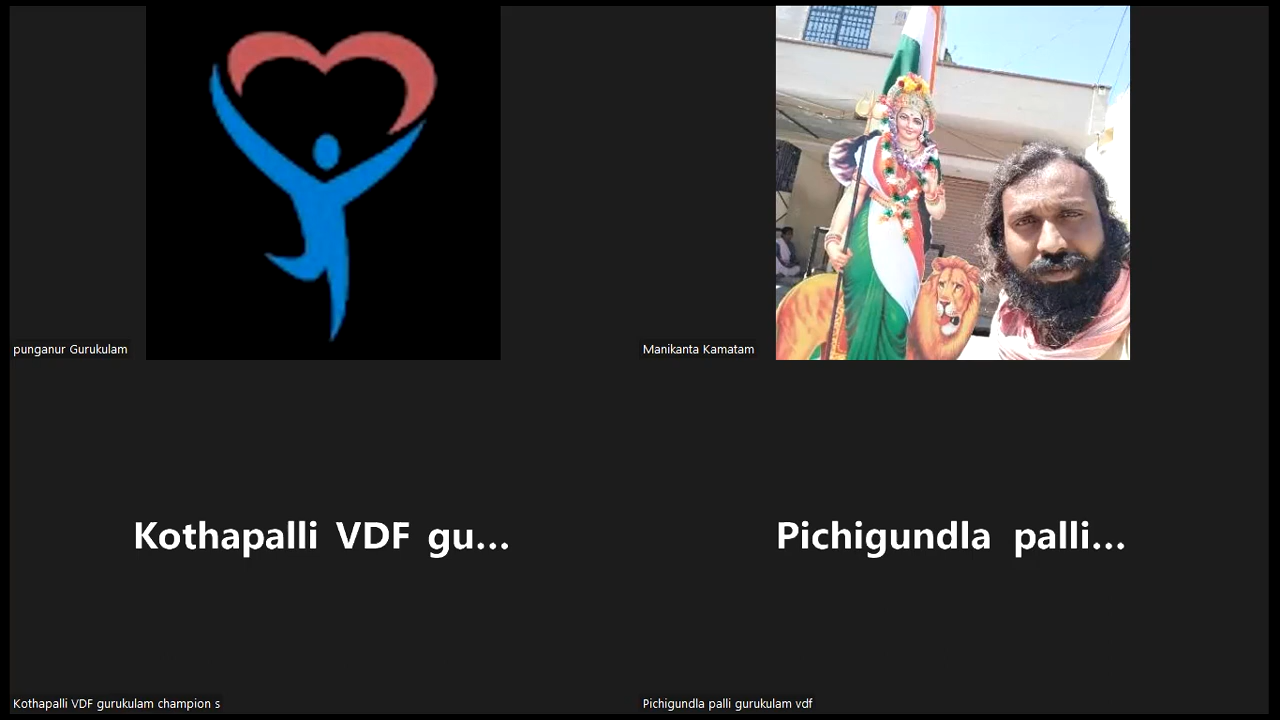 punganur Gurukulam
Manikanta Kamatam
Kothapalli VDF gu...
Pichigundla palli...
Kothapalli VDF gurukulam champion s
Pichigundla palli gurukulam vdf